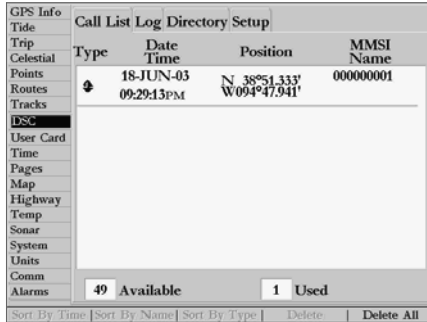 GPS Info
Tide
Trip
Celestial
Points
Routes
Tracks
DSC
User Card
Time
Pages
Map
Highway
Temp
Sonar
System
Units
Comm
Alarms
Call List Log Directory Setup
Type Date Time Position MMSI Name
18-JUN-03 N 38°51.333' 000000001
09:29:13PM W094°47.941'
49 Available 1 Used
Sort By Time | Sort By Name | Sort By Type | Delete | Delete All